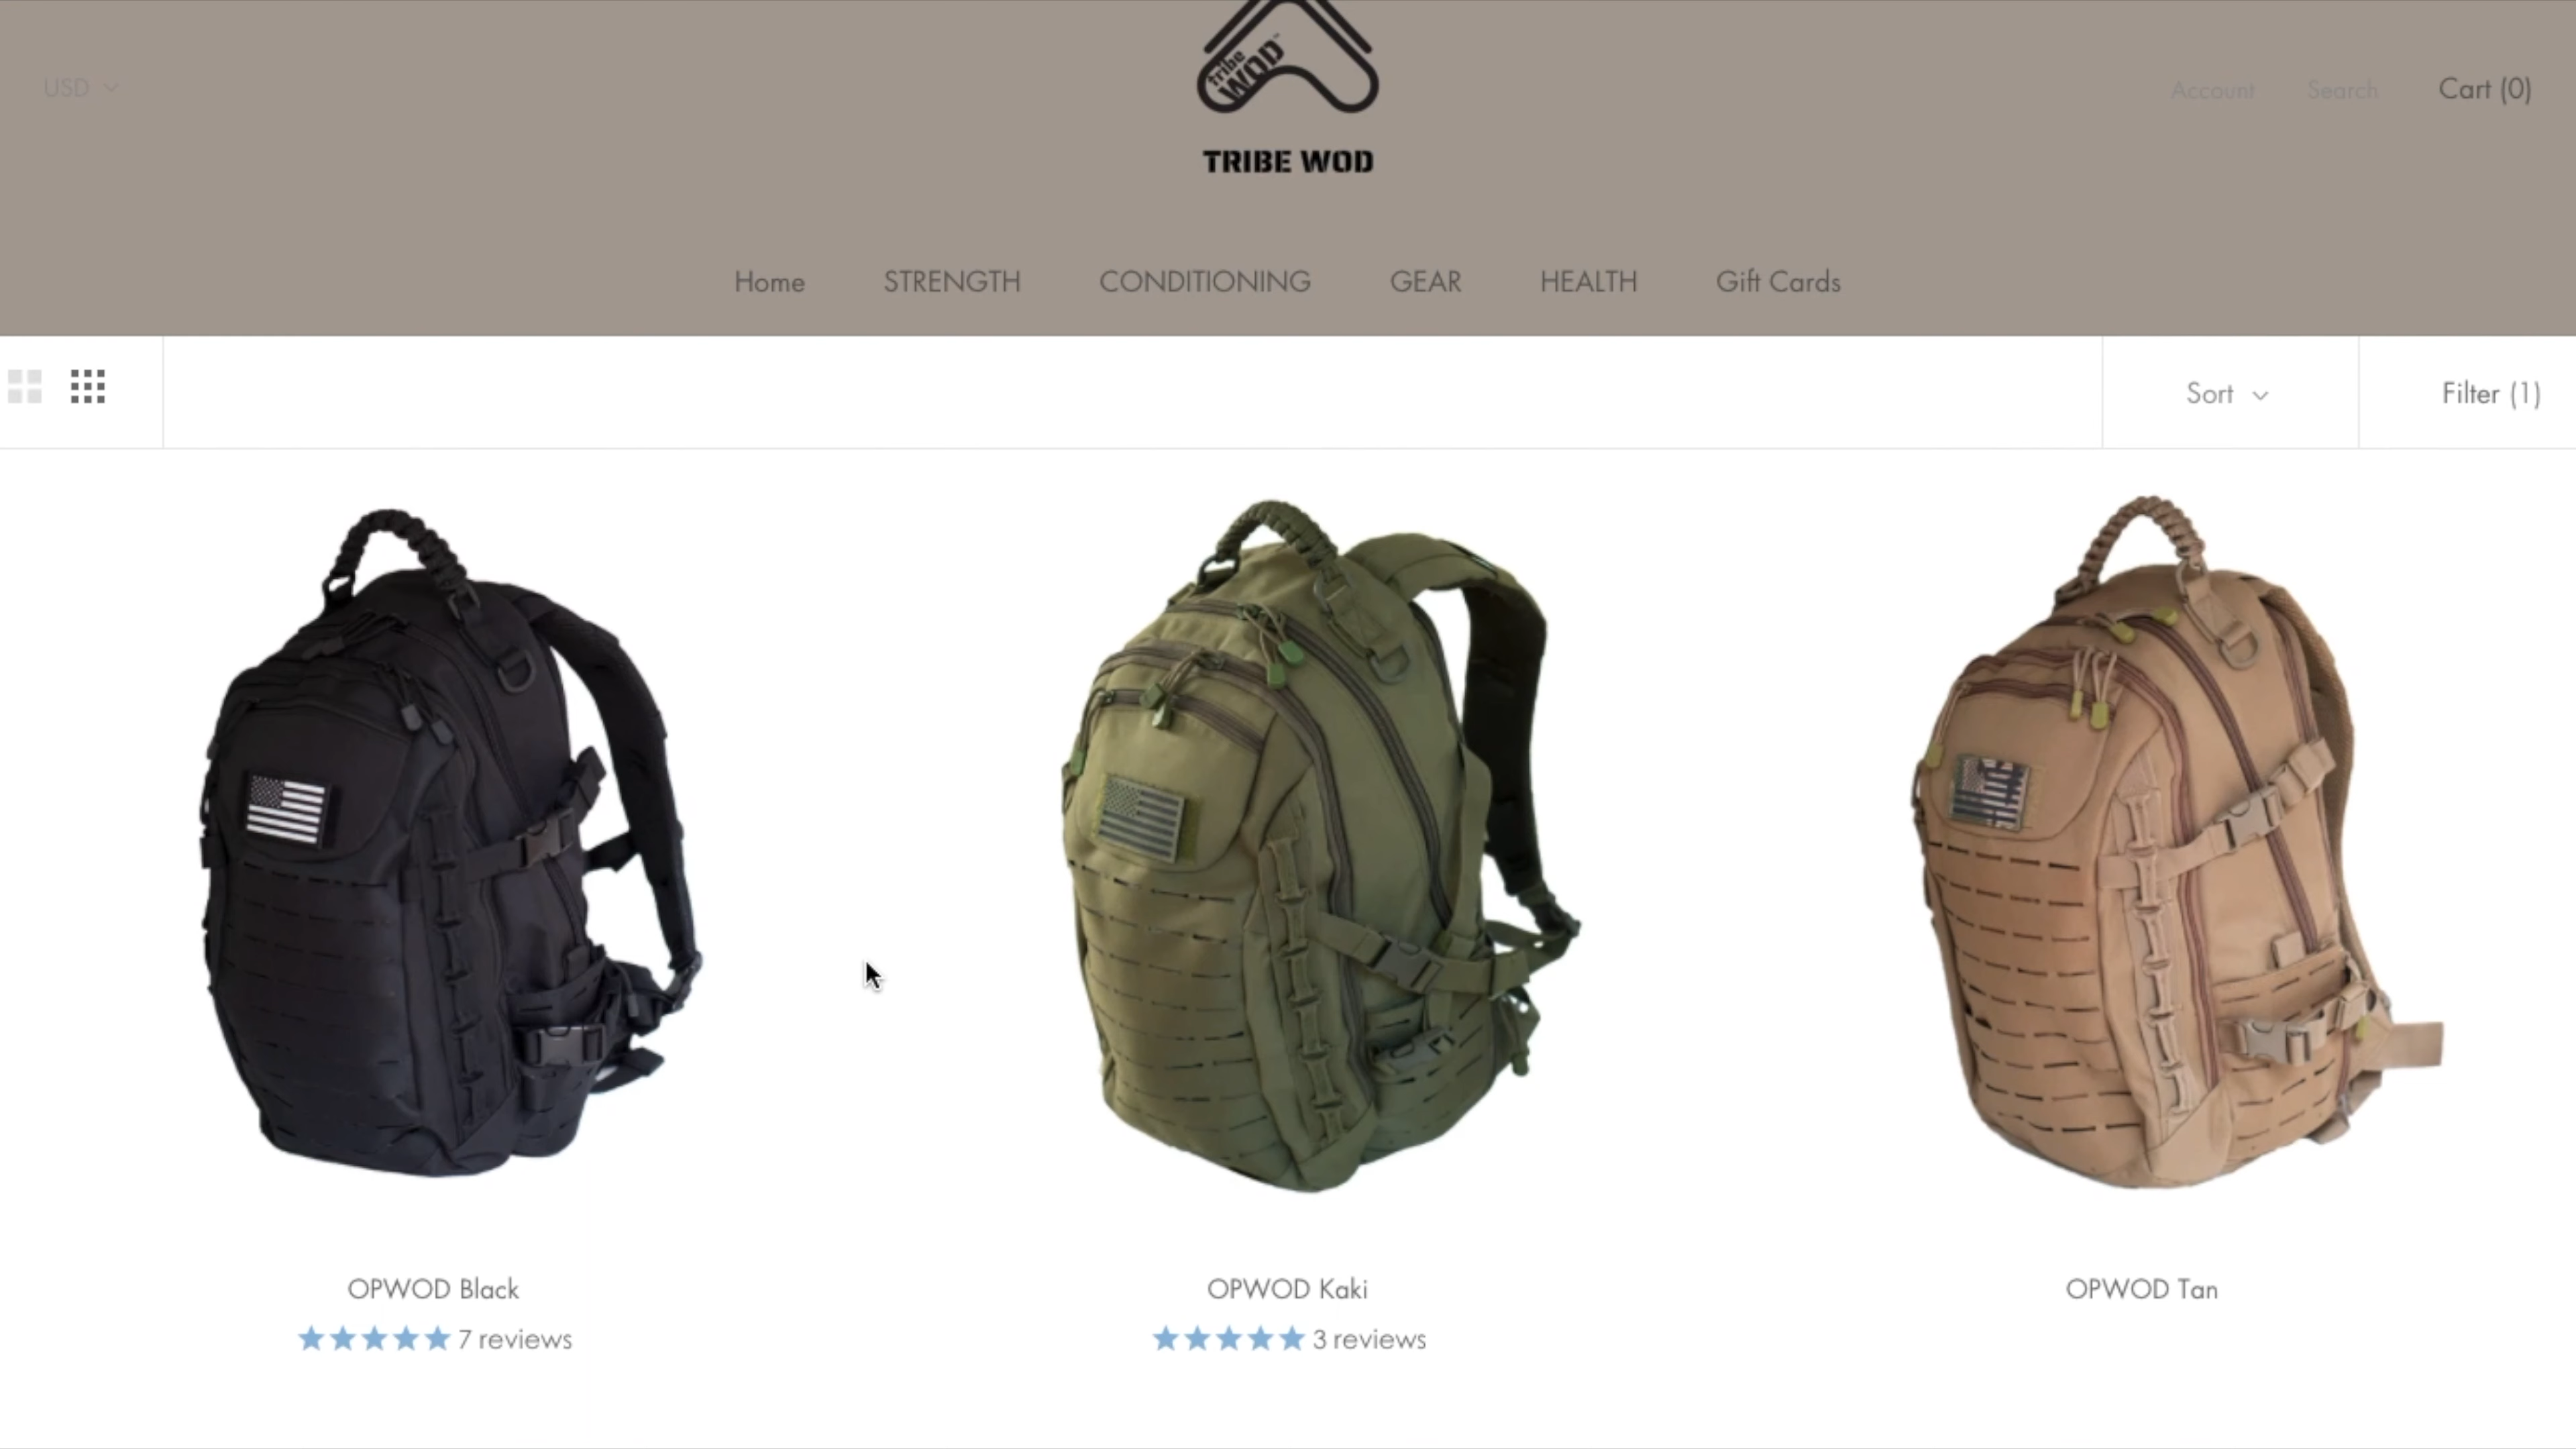 tribe
WOD
USD
Account Search Cart (0)
TRIBE WOD
Home STRENGTH CONDITIONING GEAR HEALTH Gift Cards
Sort Filter (1)
OPWOD Black OPWOD Kaki OPWOD Tan
7 reviews 3 reviews